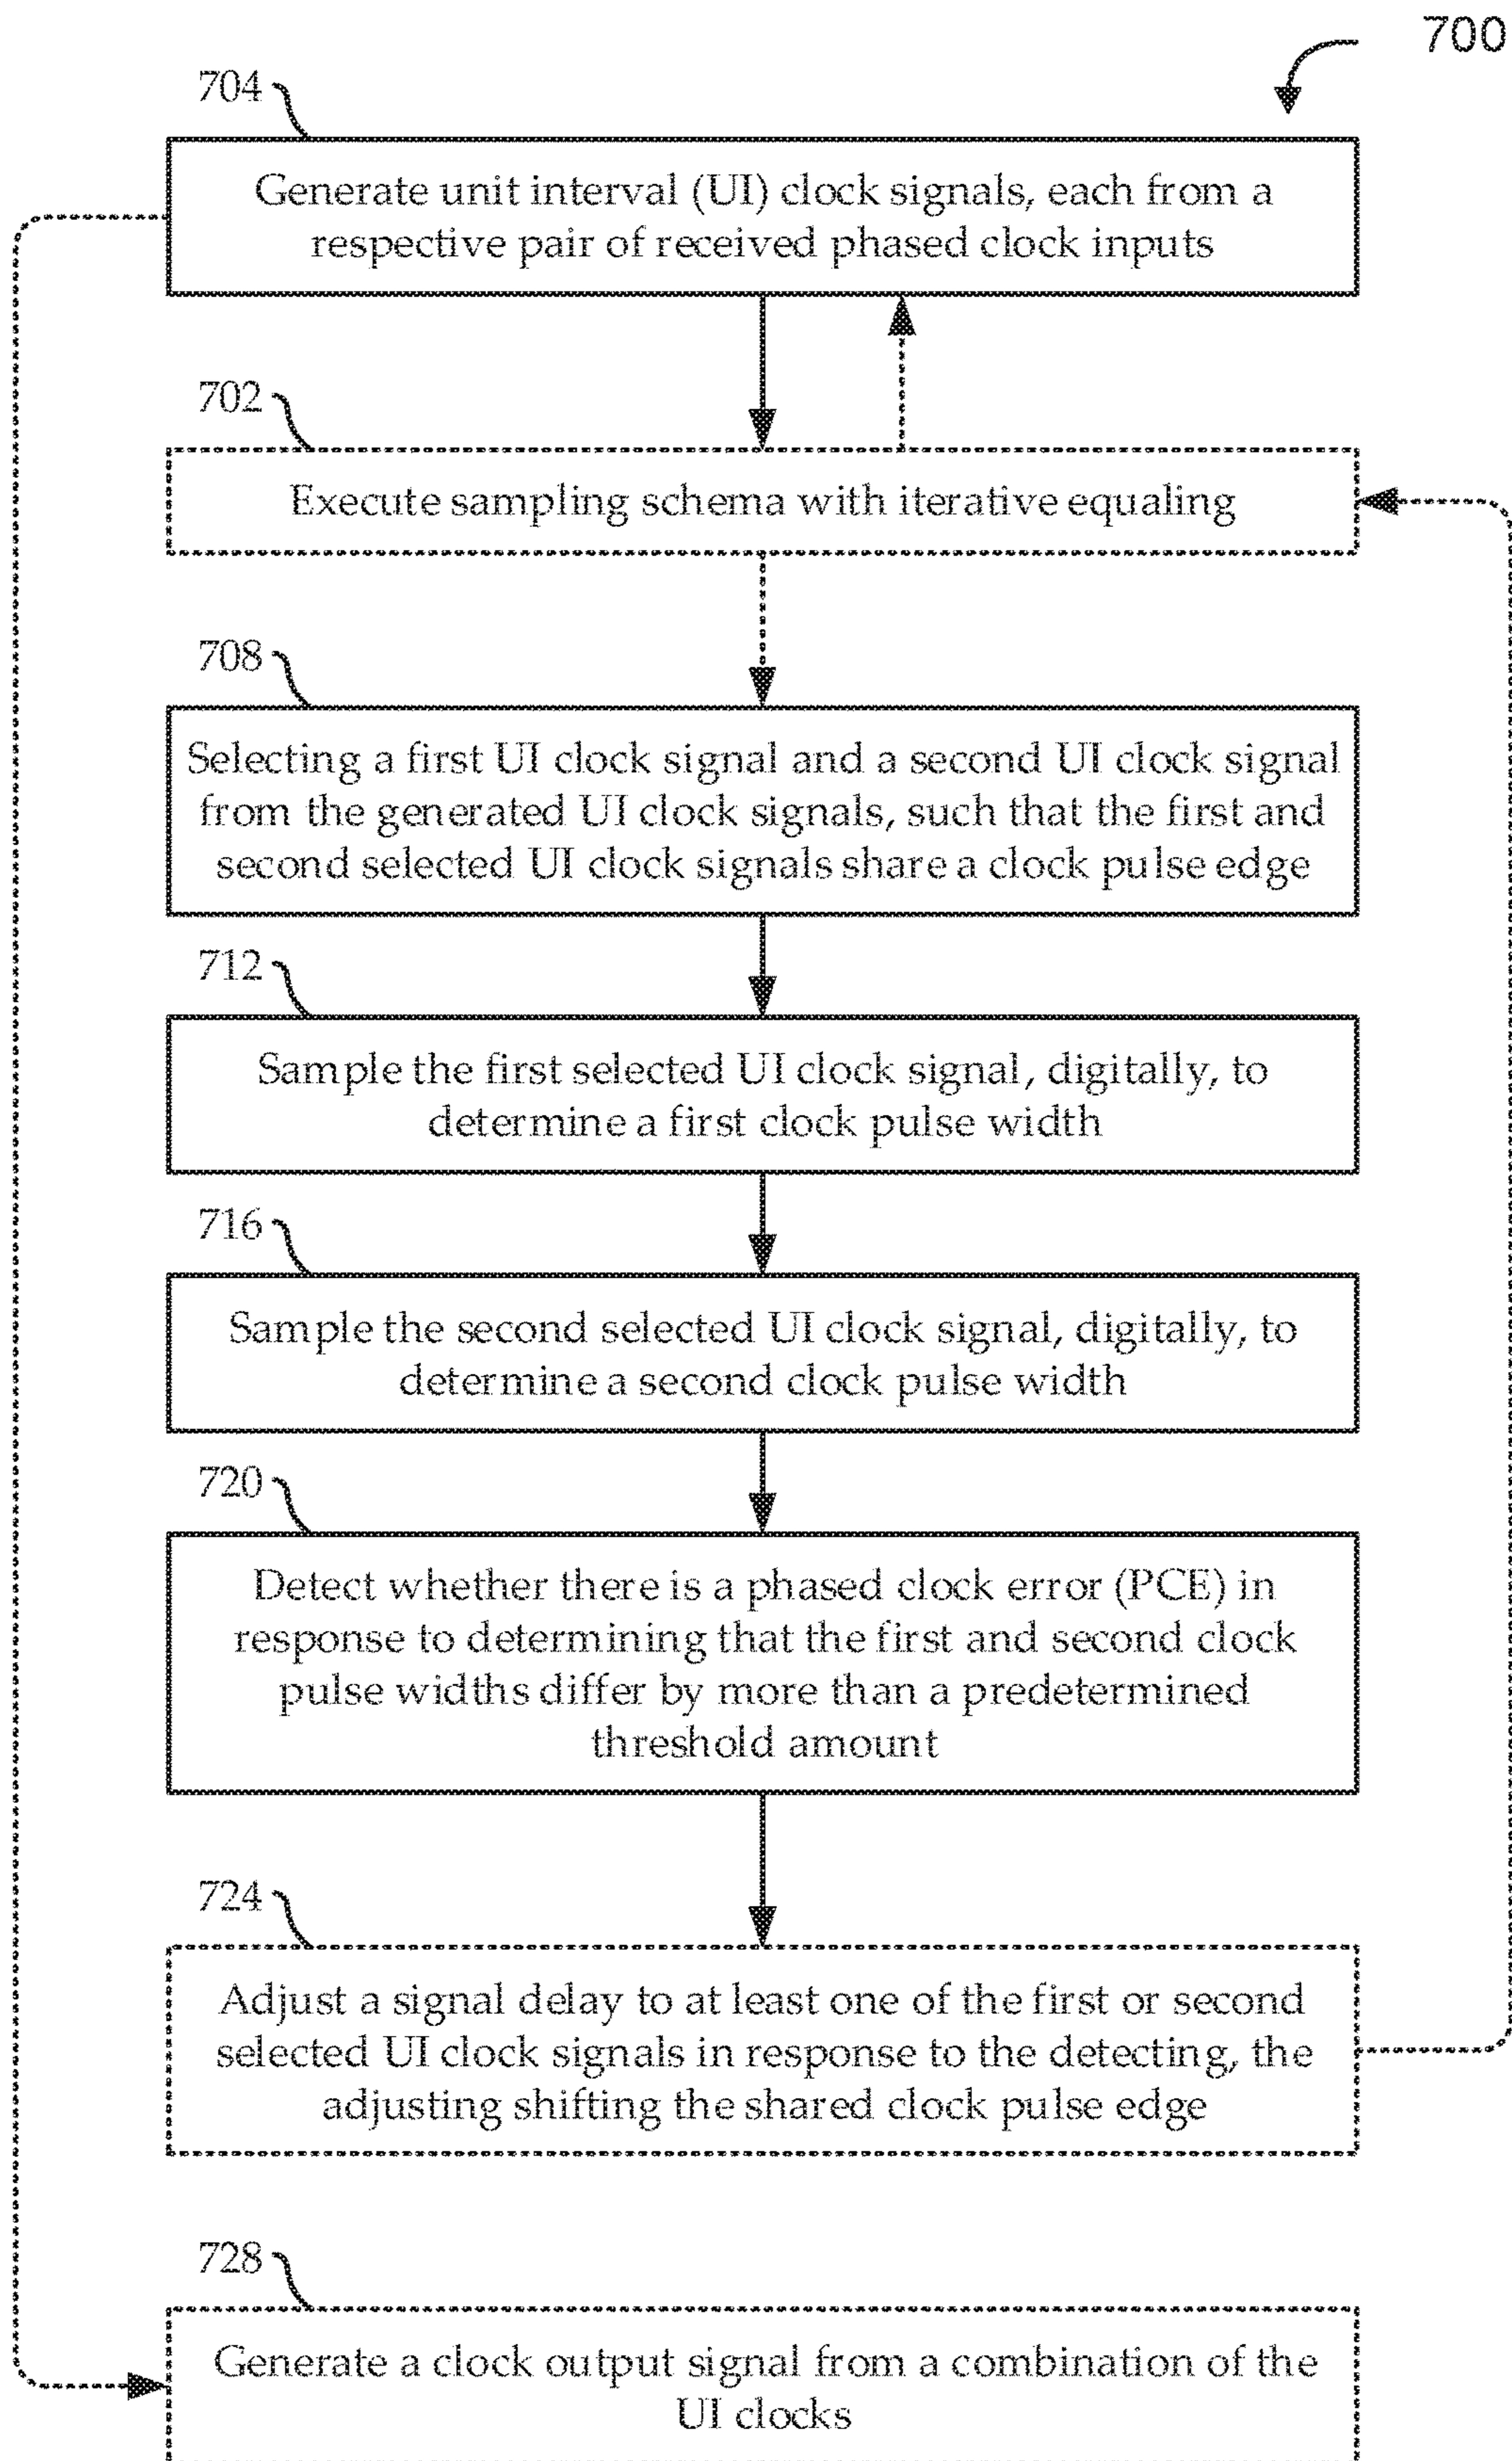 700
704
Generate unit interval (UI) clock signals, each from a
respective pair of received phased clock inputs
702
Execute sampling schema with iterative equaling
708
Selecting a first UI clock signal and a second UI clock signal
from the generated UI clock signals, such that the first and
second selected UI clock signals share a clock pulse edge
712
Sample the first selected UI clock signal, digitally, to
determine a first clock pulse width
716
Sample the second selected UI clock signal, digitally, to
determine a second clock pulse width
720
Detect whether there is a phased clock error (PCE) in
response to determining that the first and second clock
pulse widths differ by more than a predetermined
threshold amount
724
Adjust a signal delay to at least one of the first or second
selected UI clock signals in response to the detecting, the
adjusting shifting the shared clock pulse edge
728
Generate a clock output signal from a combination of the
UI clocks